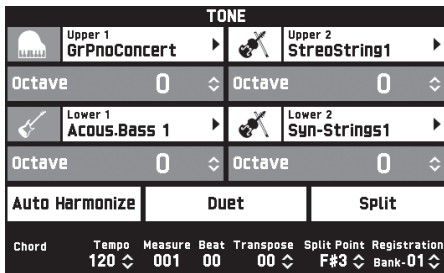 TONE
Upper 1 Upper 2
GrPnoConcert StreoString1
Octave 0 Octave 0
Lower 1 Lower 2
Acous.Bass 1 Syn-Strings1
Octave 0 Octave 0
Auto Harmonize Duet Split
Chord Tempo Measure Beat Transpose Split Point Registration
120 001 00 00 F#3 Bank-01